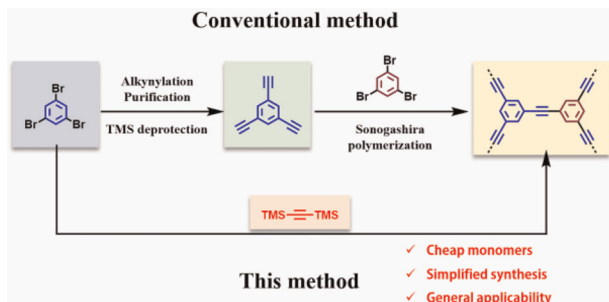 Conventional method
Br
Br
Br
Alkynylation
Purification
TMS deprotection
Br
Br
Br
Sonogashira
polymerization
TMS≡TMS
✓ Cheap monomers
✓ Simplified synthesis
✓ General applicability
This method